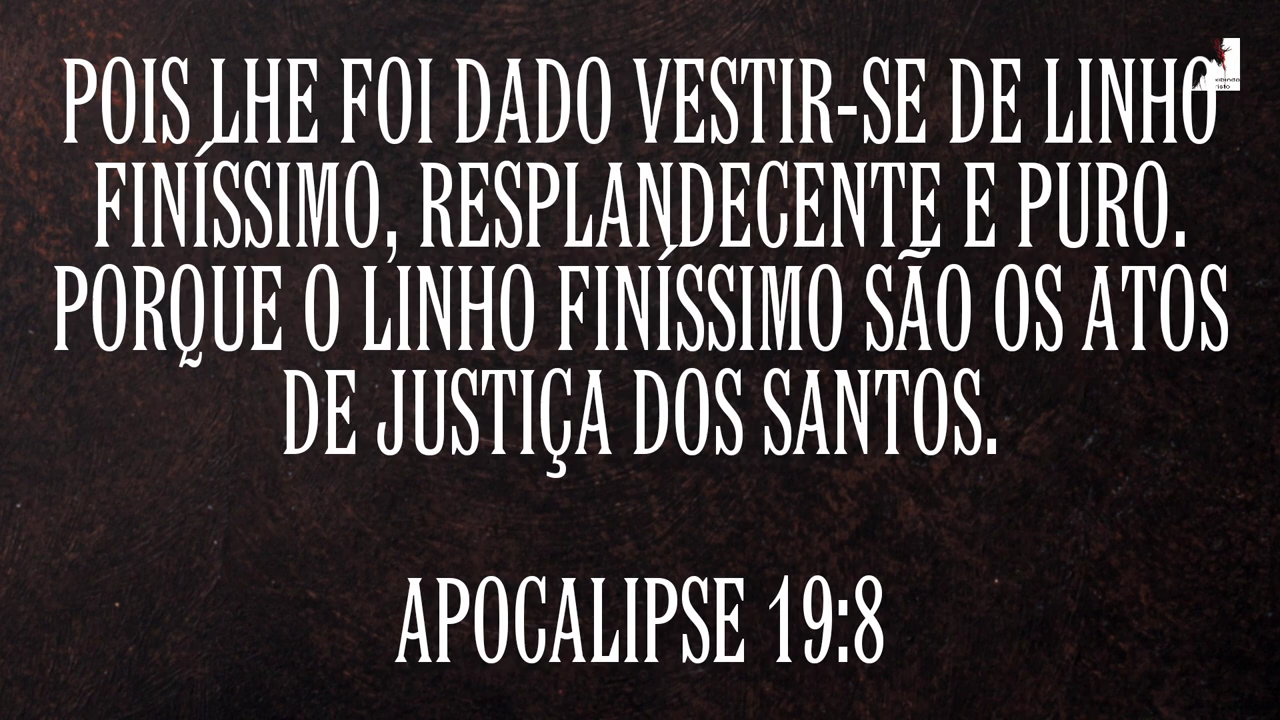 POIS LHE FOI DADO VESTIR-SE DE LINHO
FINÍSSIMO, RESPLANDECENTE E PURO.
PORQUE O LINHO FINÍSSIMO SÃO OS ATOS
DE JUSTIÇA DOS SANTOS.
APOCALIPSE 19:8